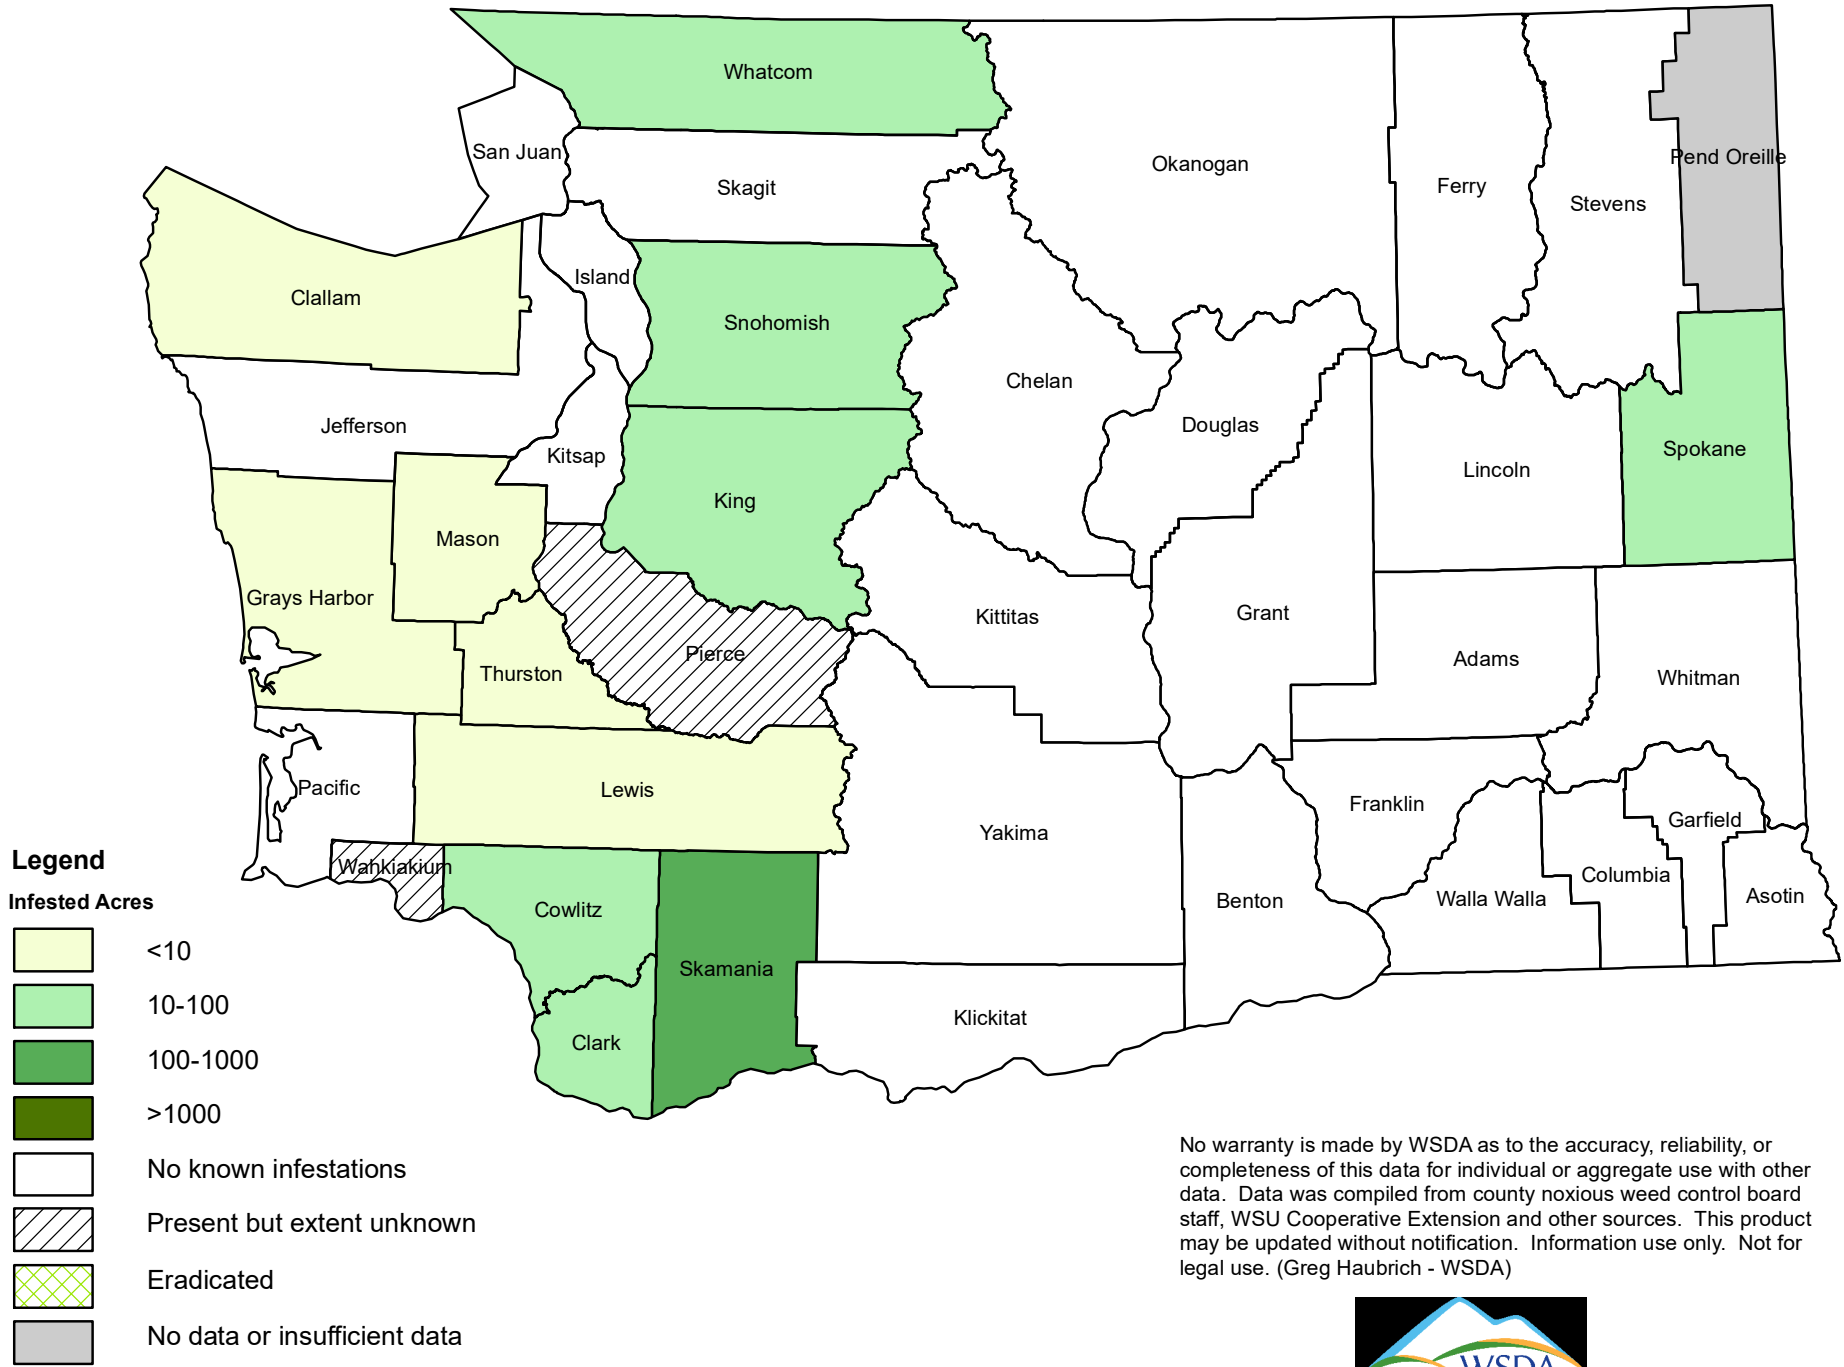 Whatcom
San Juan
Skagit
Okanogan
Ferry
Stevens
Pend Oreille
Clallam
Island
Snohomish
Chelan
Douglas
Jefferson
Kitsap
King
Lincoln
Spokane
Mason
Grays Harbor
Kittitas
Grant
Pierce
Thurston
Adams
Whitman
Pacific
Lewis
Yakima
Franklin
Garfield
Wahkiakium
Cowlitz
Benton
Walla Walla
Columbia
Asotin
Skamania
Klickitat
Clark
Legend
Infested Acres
<10
10-100
100-1000
>1000
No known infestations
Present but extent unknown
Eradicated
No data or insufficient data
No warranty is made by WSDA as to the accuracy, reliability, or
completeness of this data for individual or aggregate use with other
data. Data was compiled from county noxious weed control board
staff, WSU Cooperative Extension and other sources. This product
may be updated without notification. Information use only. Not for
legal use. (Greg Haubrich - WSDA)
WSDA